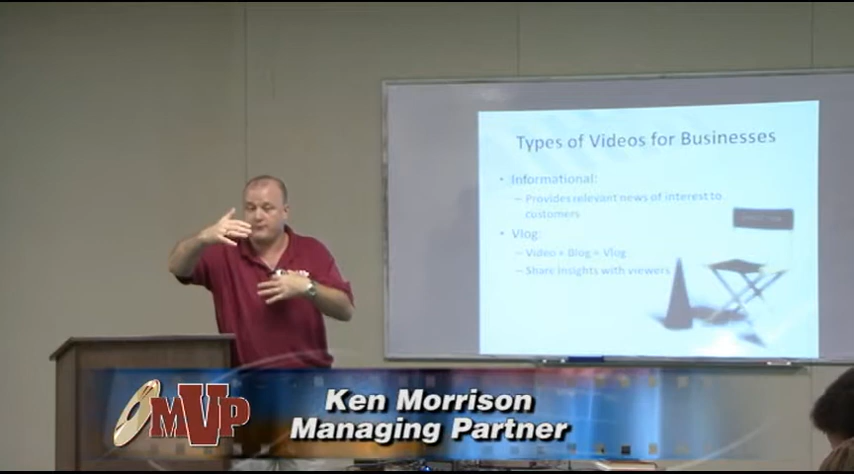 Types of Videos for Businesses
• Informational:
– Provides relevant news of interest to
customers
• Vlog:
– Video + Blog = Vlog
– Share insights with viewers
MVP
Ken Morrison
Managing Partner